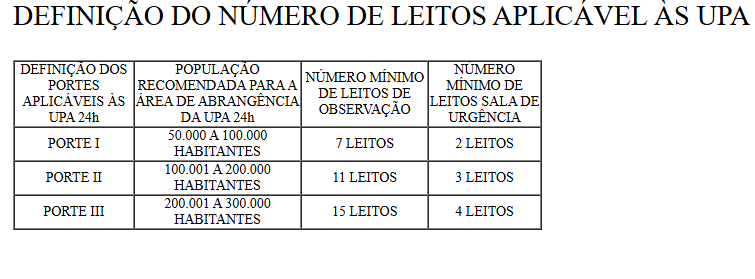 DEFINIÇÃO DO NÚMERO DE LEITOS APLICÁVEL ÀS UPA
DEFINIÇÃO DOS PORTES APLICÁVEIS ÀS UPA 24h
POPULAÇÃO RECOMENDADA PARA A ÁREA DE ABRANGÊNCIA DA UPA 24h
NÚMERO MÍNIMO DE LEITOS DE OBSERVAÇÃO
NÚMERO MÍNIMO DE LEITOS SALA DE URGÊNCIA
PORTE I
50.000 A 100.000 HABITANTES
7 LEITOS
2 LEITOS
PORTE II
100.001 A 200.000 HABITANTES
11 LEITOS
3 LEITOS
PORTE III
200.001 A 300.000 HABITANTES
15 LEITOS
4 LEITOS